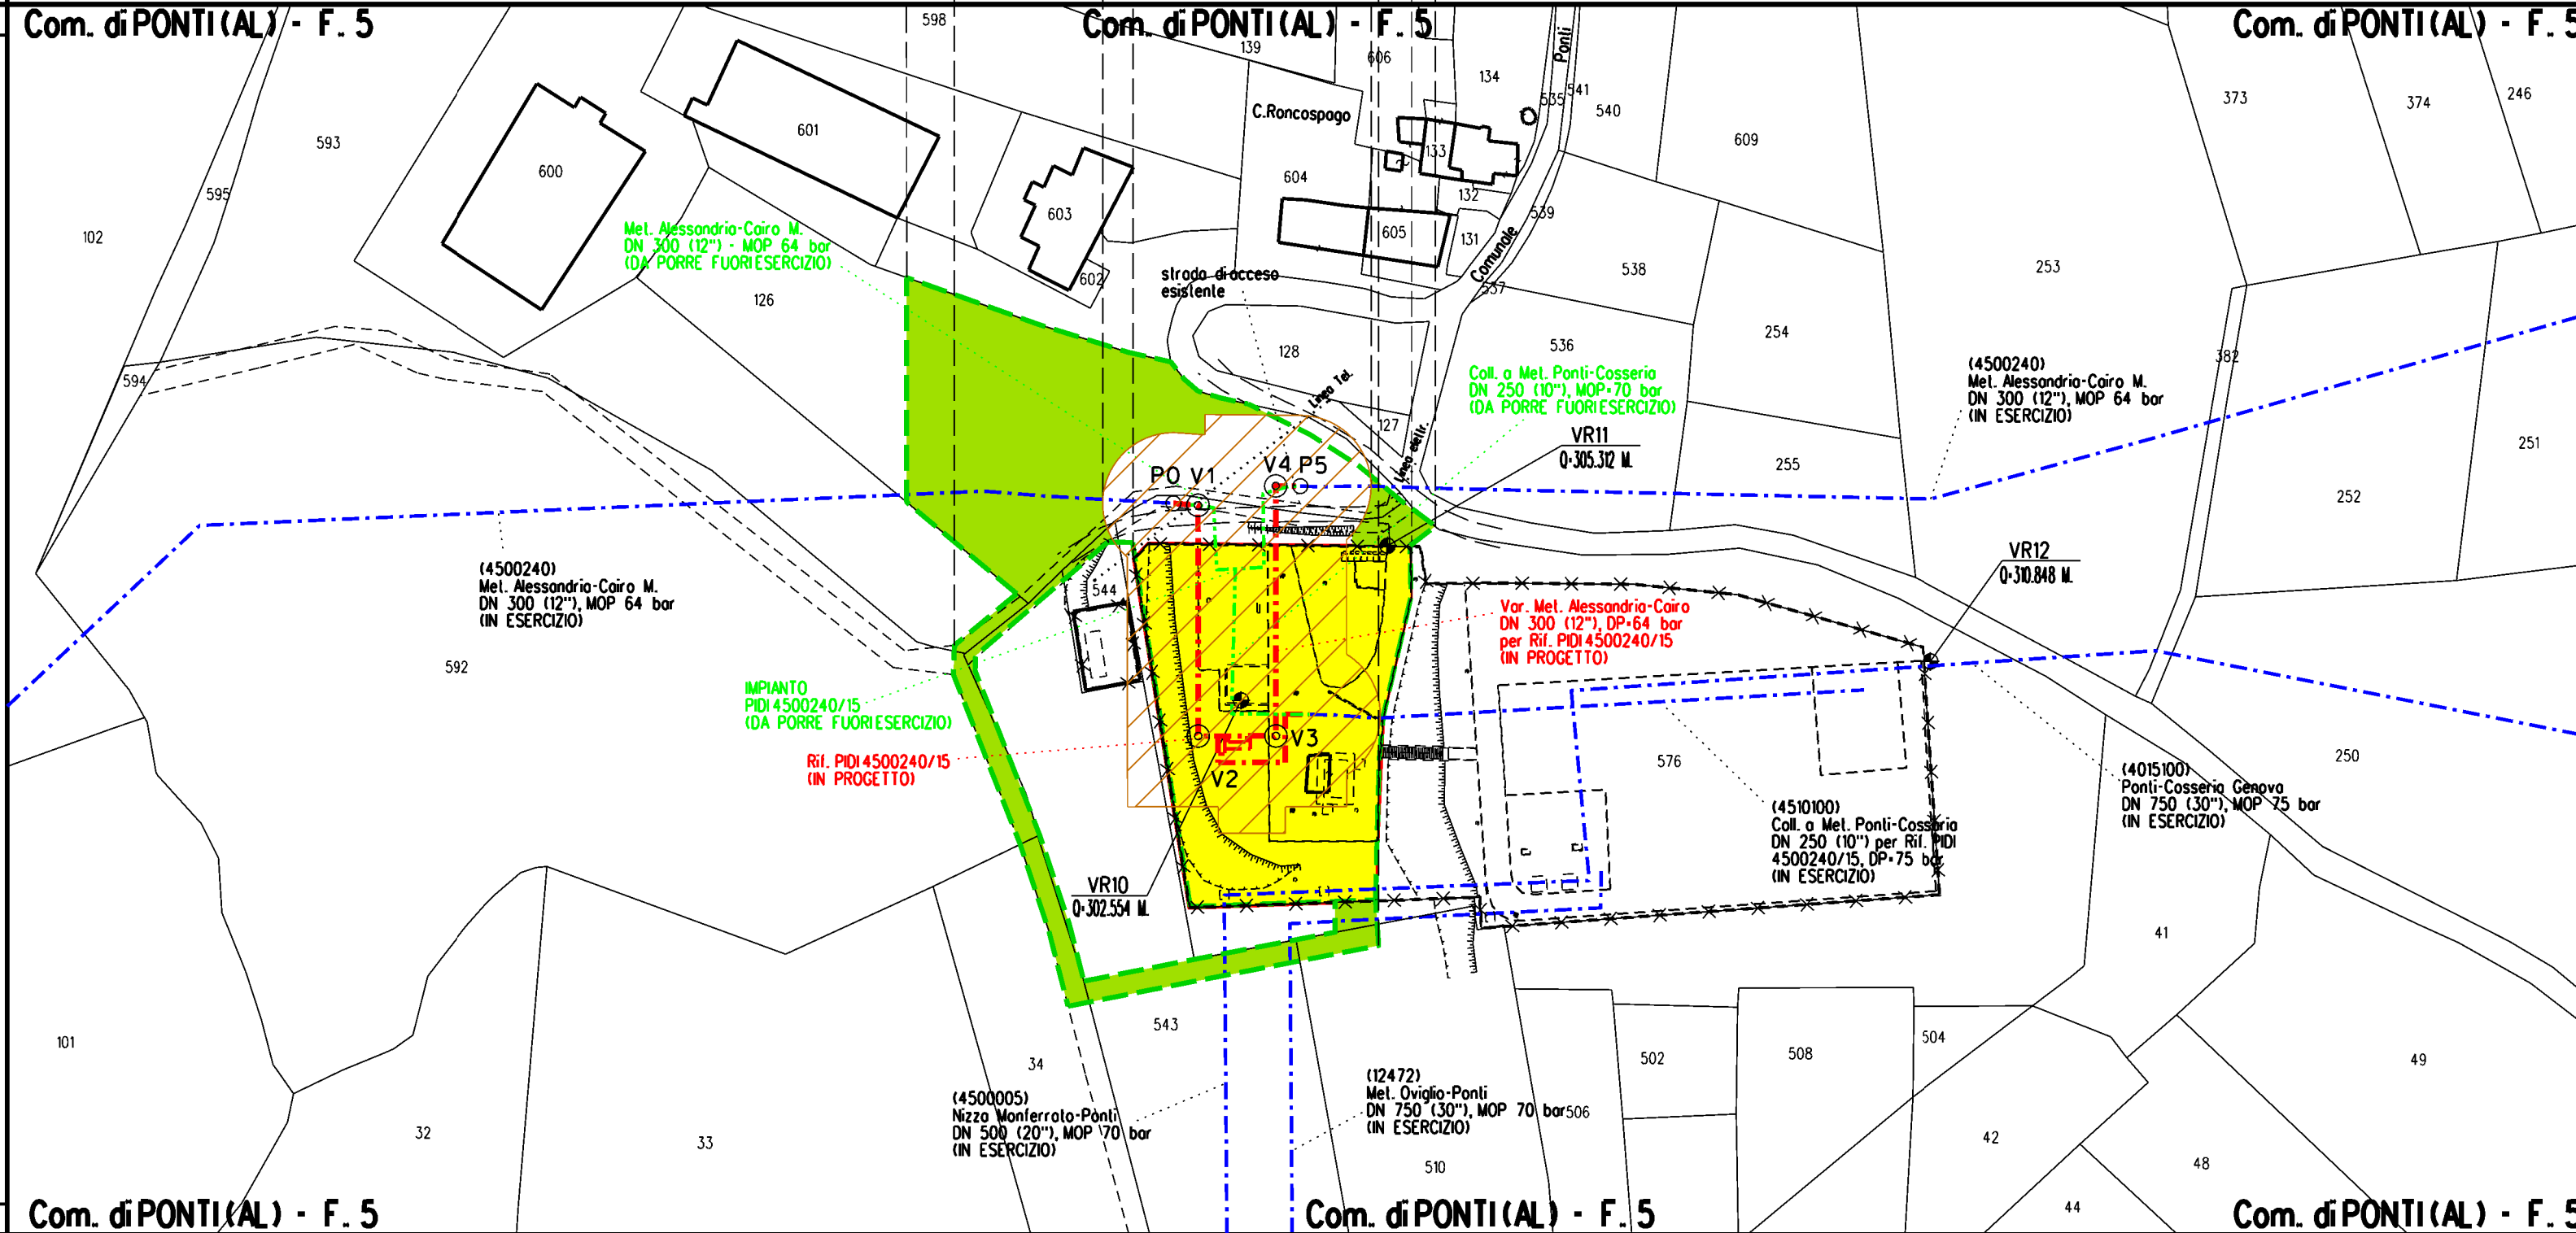 Com. di PONTI (AL) - F. 5
Com. di PONTI (AL) - F. 5
Com. di PONTI (AL) - F. 5
598
139
606
134
Ponti
535
541
540
609
373
374
246
593
601
C.Roncospago
600
133
604
132
595
102
603
539
605
131
Comunale
602
537
538
253
Met. Alessandria-Cairo M.
DN 300 (12") - MOP 64 bar
(DA PORRE FUORI ESERCIZIO)
126
strada di accesso
esistente
128
536
254
382
594
Linea Tel.
Coll. a Met. Ponti-Cosseria
DN 250 (10"), MOP=70 bar
(DA PORRE FUORI ESERCIZIO)
(4500240)
Met. Alessandria-Cairo M.
DN 300 (12"), MOP 64 bar
(IN ESERCIZIO)
127
Linea elettr.
VR11
Q=305.312 M.
255
251
252
P0 V1
V4 P5
(4500240)
Met. Alessandria-Cairo M.
DN 300 (12"), MOP 64 bar
(IN ESERCIZIO)
544
VR12
Q=310.848 M.
Var. Met. Alessandria-Cairo
DN 300 (12"), DP=64 bar
per Rif. PIDI 4500240/15
(IN PROGETTO)
592
IMPIANTO
PIDI 4500240/15
(DA PORRE FUORI ESERCIZIO)
Rif. PIDI 4500240/15
(IN PROGETTO)
V3
V2
576
250
(4015100)
Ponti-Cosseria Genova
DN 750 (30"), MOP 75 bar
(IN ESERCIZIO)
(4510100)
Coll. a Met. Ponti-Cosseria
DN 250 (10") per Rif. PIDI
4500240/15, DP=75 bar
(IN ESERCIZIO)
VR10
Q=302.554 M.
41
543
101
34
502
508
504
49
(4500005)
Nizza Monferrato-Ponti
DN 500 (20"), MOP 70 bar
(IN ESERCIZIO)
(12472)
Met. Oviglio-Ponti
DN 750 (30"), MOP 70 bar
(IN ESERCIZIO)
506
32
33
42
48
510
44
Com. di PONTI (AL) - F. 5
Com. di PONTI (AL) - F. 5
Com. di PONTI (AL) - F. 5